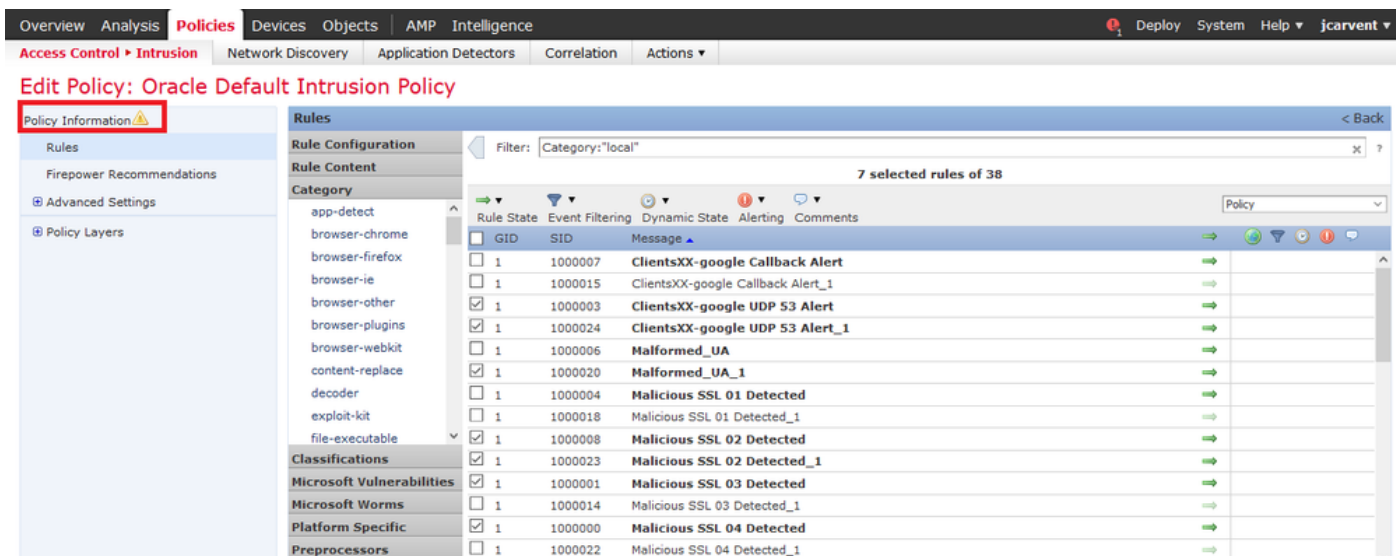 Overview Analysis Policies Devices Objects AMP Intelligence 1 Deploy System Help ▾ jcarvent ▾
Access Control ▸ Intrusion Network Discovery Application Detectors Correlation Actions ▾
Edit Policy: Oracle Default Intrusion Policy
Policy Information
Rules
Firepower Recommendations
Advanced Settings
Policy Layers
Rules < Back
Rule Configuration
Rule Content
Category
app-detect
browser-chrome
browser-firefox
browser-ie
browser-other
browser-plugins
browser-webkit
content-replace
decoder
exploit-kit
file-executable
Classifications
Microsoft Vulnerabilities
Microsoft Worms
Platform Specific
Preprocessors
Filter: Category:"local" × ?
7 selected rules of 38
Rule State Event Filtering Dynamic State Alerting Comments
Policy
GID SID Message
1 1000007 ClientsXX-google Callback Alert
1 1000015 ClientsXX-google Callback Alert_1
1 1000003 ClientsXX-google UDP 53 Alert
1 1000024 ClientsXX-google UDP 53 Alert_1
1 1000006 Malformed_UA
1 1000020 Malformed_UA_1
1 1000004 Malicious SSL 01 Detected
1 1000018 Malicious SSL 01 Detected_1
1 1000008 Malicious SSL 02 Detected
1 1000023 Malicious SSL 02 Detected_1
1 1000001 Malicious SSL 03 Detected
1 1000014 Malicious SSL 03 Detected_1
1 1000000 Malicious SSL 04 Detected
1 1000022 Malicious SSL 04 Detected_1